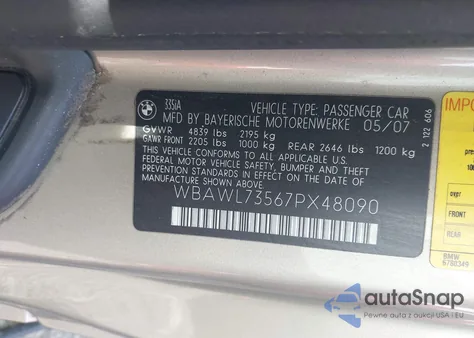 BMW
335iA
VEHICLE TYPE: PASSENGER CAR
MFD BY BAYERISCHE MOTORENWERKE 05/07
GVWR 4839 lbs 2195 kg
GAWR FRONT 2205 lbs 1000 kg REAR 2646 lbs 1200 kg
THIS VEHICLE CONFORMS TO ALL APPLICABLE
FEDERAL MOTOR VEHICLE SAFETY, BUMPER AND THEFT
PREVENTION STANDARDS IN EFFECT ON THE DATE OF
MANUFACTURE SHOWN ABOVE.
WBAWL73567PX48090
2 122 606
FRONT
REAR
BMW
6780349
autoSnap
Pewne auta z aukcji USA i EU